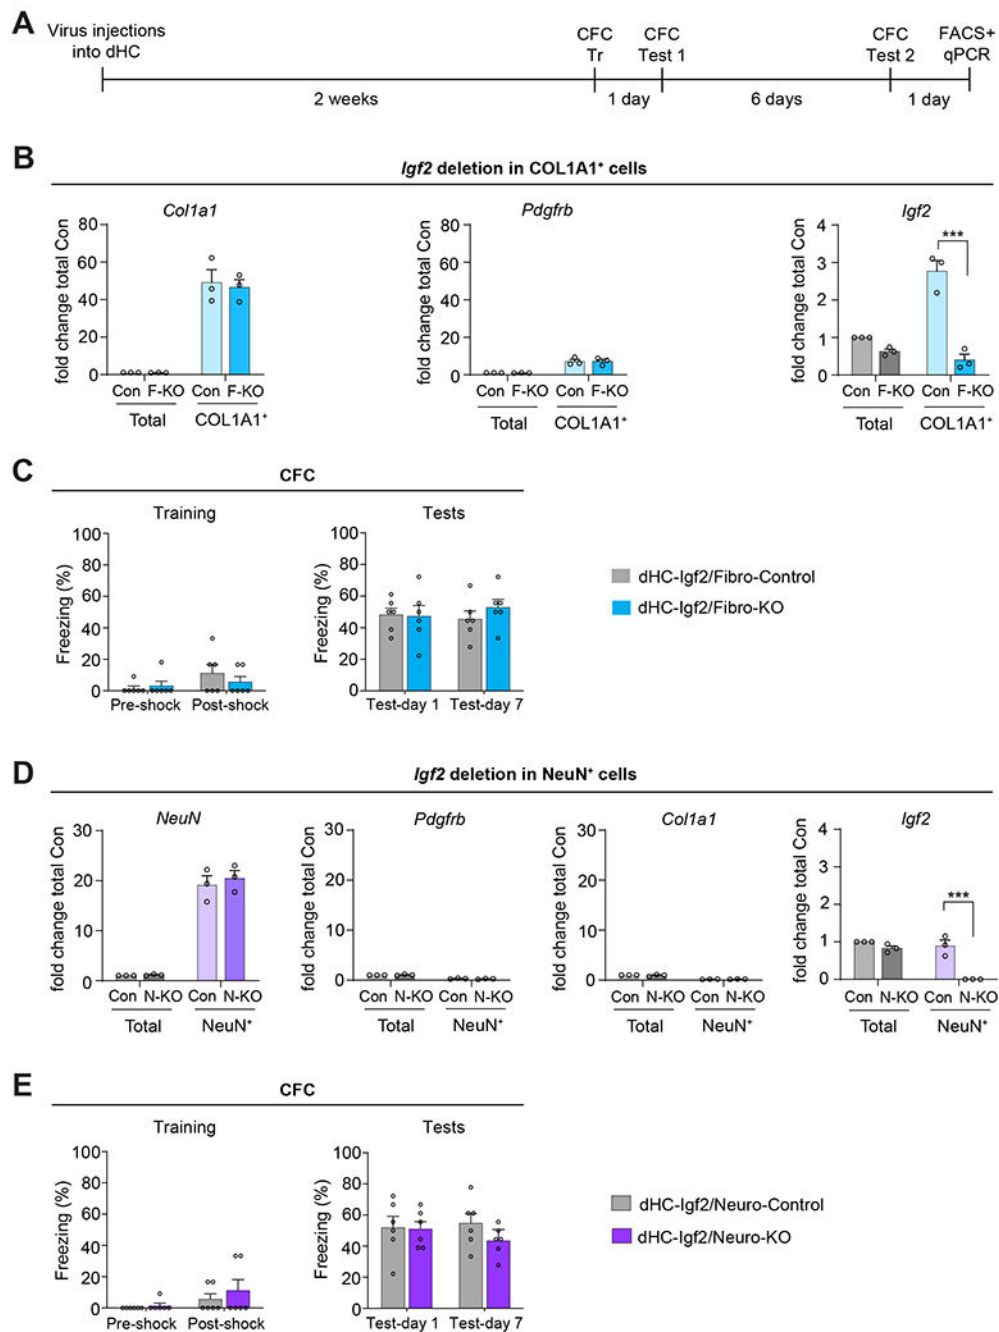 A
Virus injections
into dHC
CFC
Tr
CFC
Test 1
CFC
Test 2
FACS+
qPCR
2 weeks
1 day
6 days
1 day
B
Igf2 deletion in COL1A1⁺ cells
Col1a1
fold change total Con
80
60
40
20
0
Con F-KO Con F-KO
Total COL1A1⁺
Pdgfrb
fold change total Con
80
60
40
20
0
Con F-KO Con F-KO
Total COL1A1⁺
Igf2
fold change total Con
4
3
2
1
0
***
Con F-KO Con F-KO
Total COL1A1⁺
C
CFC
Training
Freezing (%)
100
80
60
40
20
0
Pre-shock Post-shock
Tests
Freezing (%)
100
80
60
40
20
0
Test-day 1 Test-day 7
dHC-Igf2/Fibro-Control
dHC-Igf2/Fibro-KO
D
Igf2 deletion in NeuN⁺ cells
NeuN
fold change total Con
30
20
10
0
Con N-KO Con N-KO
Total NeuN⁺
Pdgfrb
fold change total Con
30
20
10
0
Con N-KO Con N-KO
Total NeuN⁺
Col1a1
fold change total Con
30
20
10
0
Con N-KO Con N-KO
Total NeuN⁺
Igf2
fold change total Con
4
3
2
1
0
***
Con N-KO Con N-KO
Total NeuN⁺
E
CFC
Training
Freezing (%)
100
80
60
40
20
0
Pre-shock Post-shock
Tests
Freezing (%)
100
80
60
40
20
0
Test-day 1 Test-day 7
dHC-Igf2/Neuro-Control
dHC-Igf2/Neuro-KO